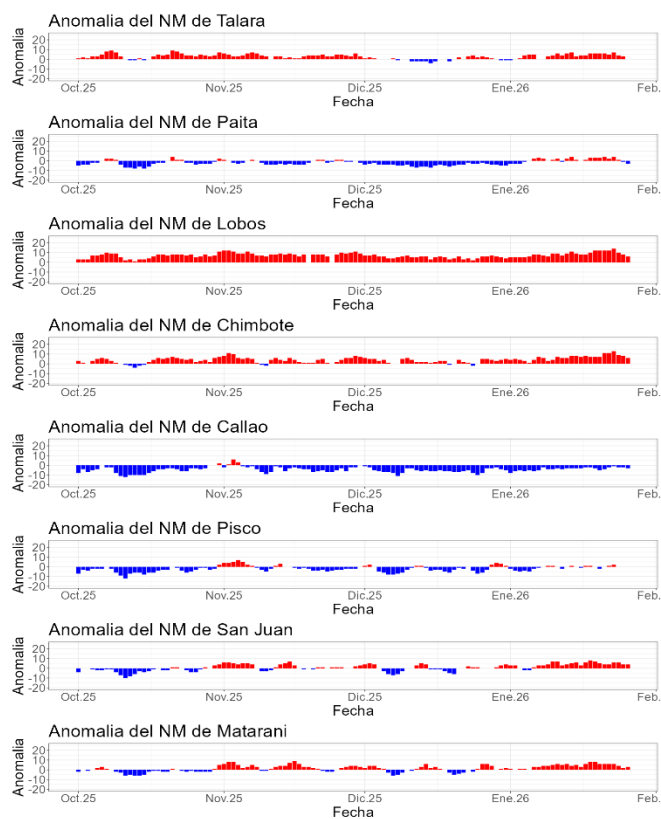 Anomalia del NM de Talara
Anomalia
20
10
0
-10
-20
Oct.25 Nov.25 Dic.25 Ene.26 Feb.
Fecha
Anomalia del NM de Paita
Anomalia
20
10
0
-10
-20
Oct.25 Nov.25 Dic.25 Ene.26 Feb.
Fecha
Anomalia del NM de Lobos
Anomalia
20
10
0
-10
-20
Oct.25 Nov.25 Dic.25 Ene.26 Feb.
Fecha
Anomalia del NM de Chimbote
Anomalia
20
10
0
-10
-20
Oct.25 Nov.25 Dic.25 Ene.26 Feb.
Fecha
Anomalia del NM de Callao
Anomalia
20
10
0
-10
-20
Oct.25 Nov.25 Dic.25 Ene.26 Feb.
Fecha
Anomalia del NM de Pisco
Anomalia
20
10
0
-10
-20
Oct.25 Nov.25 Dic.25 Ene.26 Feb.
Fecha
Anomalia del NM de San Juan
Anomalia
20
10
0
-10
-20
Oct.25 Nov.25 Dic.25 Ene.26 Feb.
Fecha
Anomalia del NM de Matarani
Anomalia
20
10
0
-10
-20
Oct.25 Nov.25 Dic.25 Ene.26 Feb.
Fecha